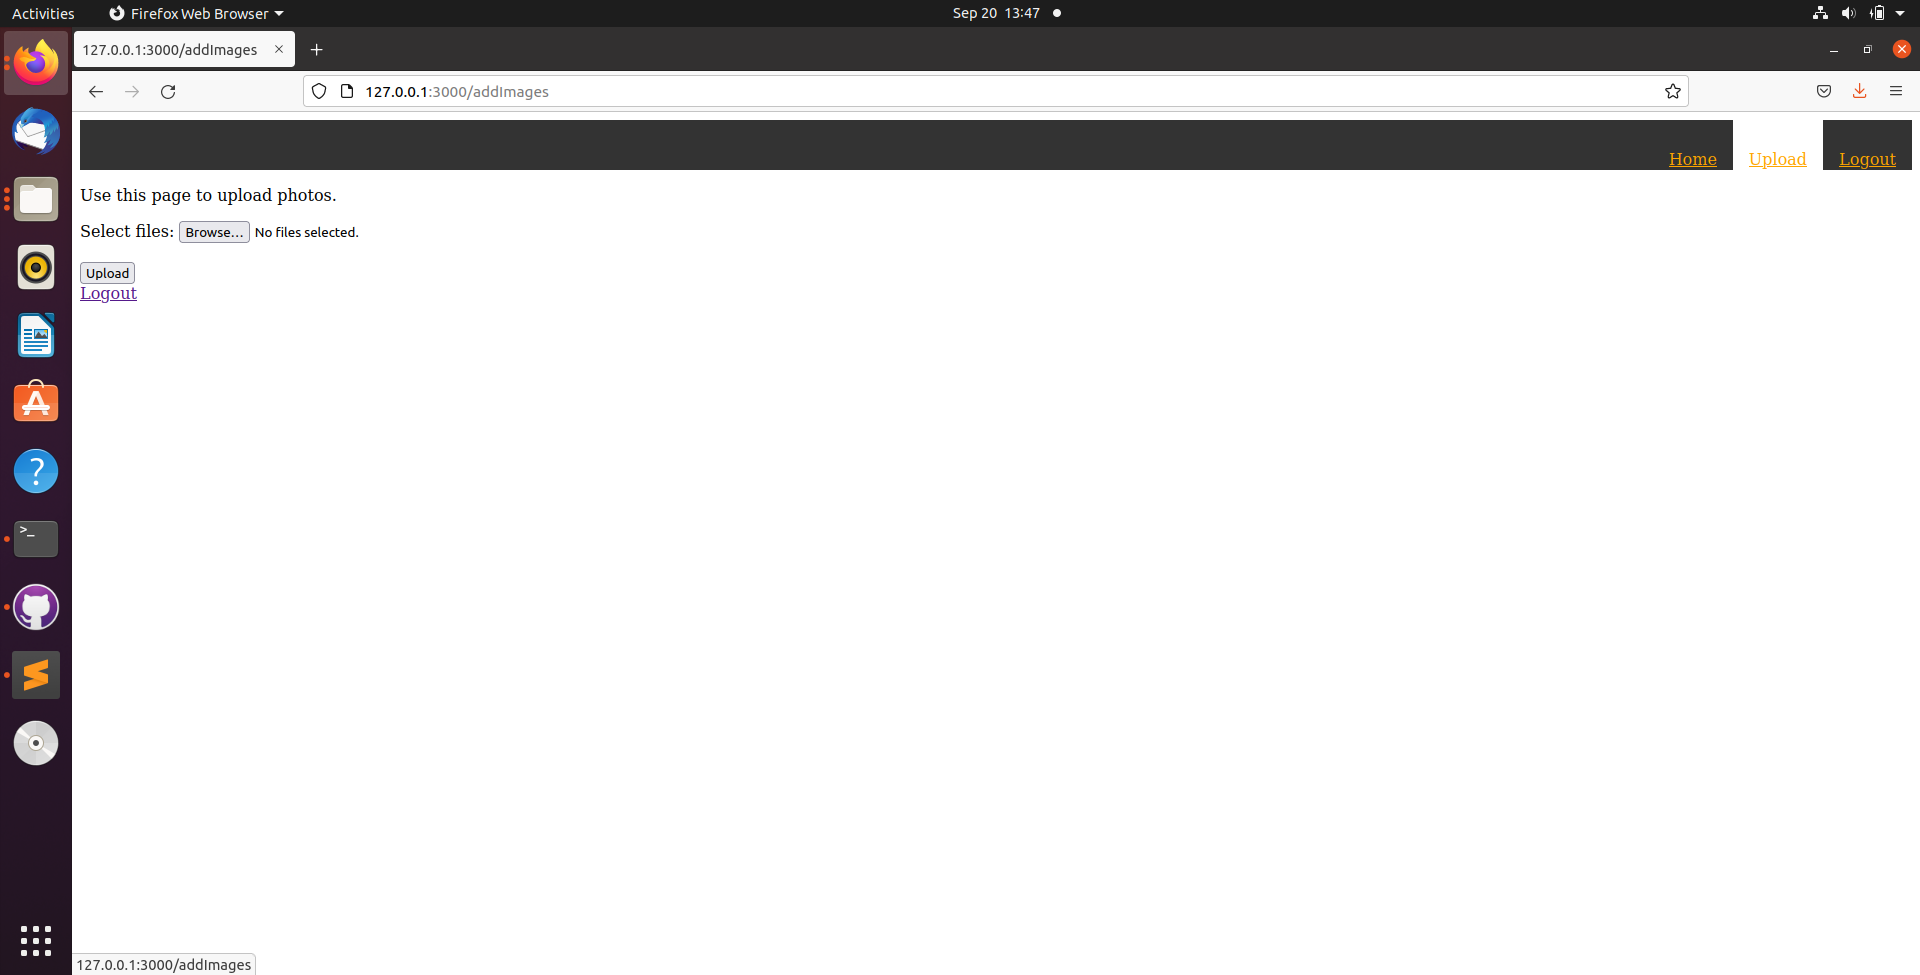 Activities
Firefox Web Browser
Sep 20 13:47
127.0.0.1:3000/addImages
127.0.0.1:3000/addImages
Home
Upload
Logout
Use this page to upload photos.
Select files: Browse... No files selected.
Upload
Logout
127.0.0.1:3000/addImages